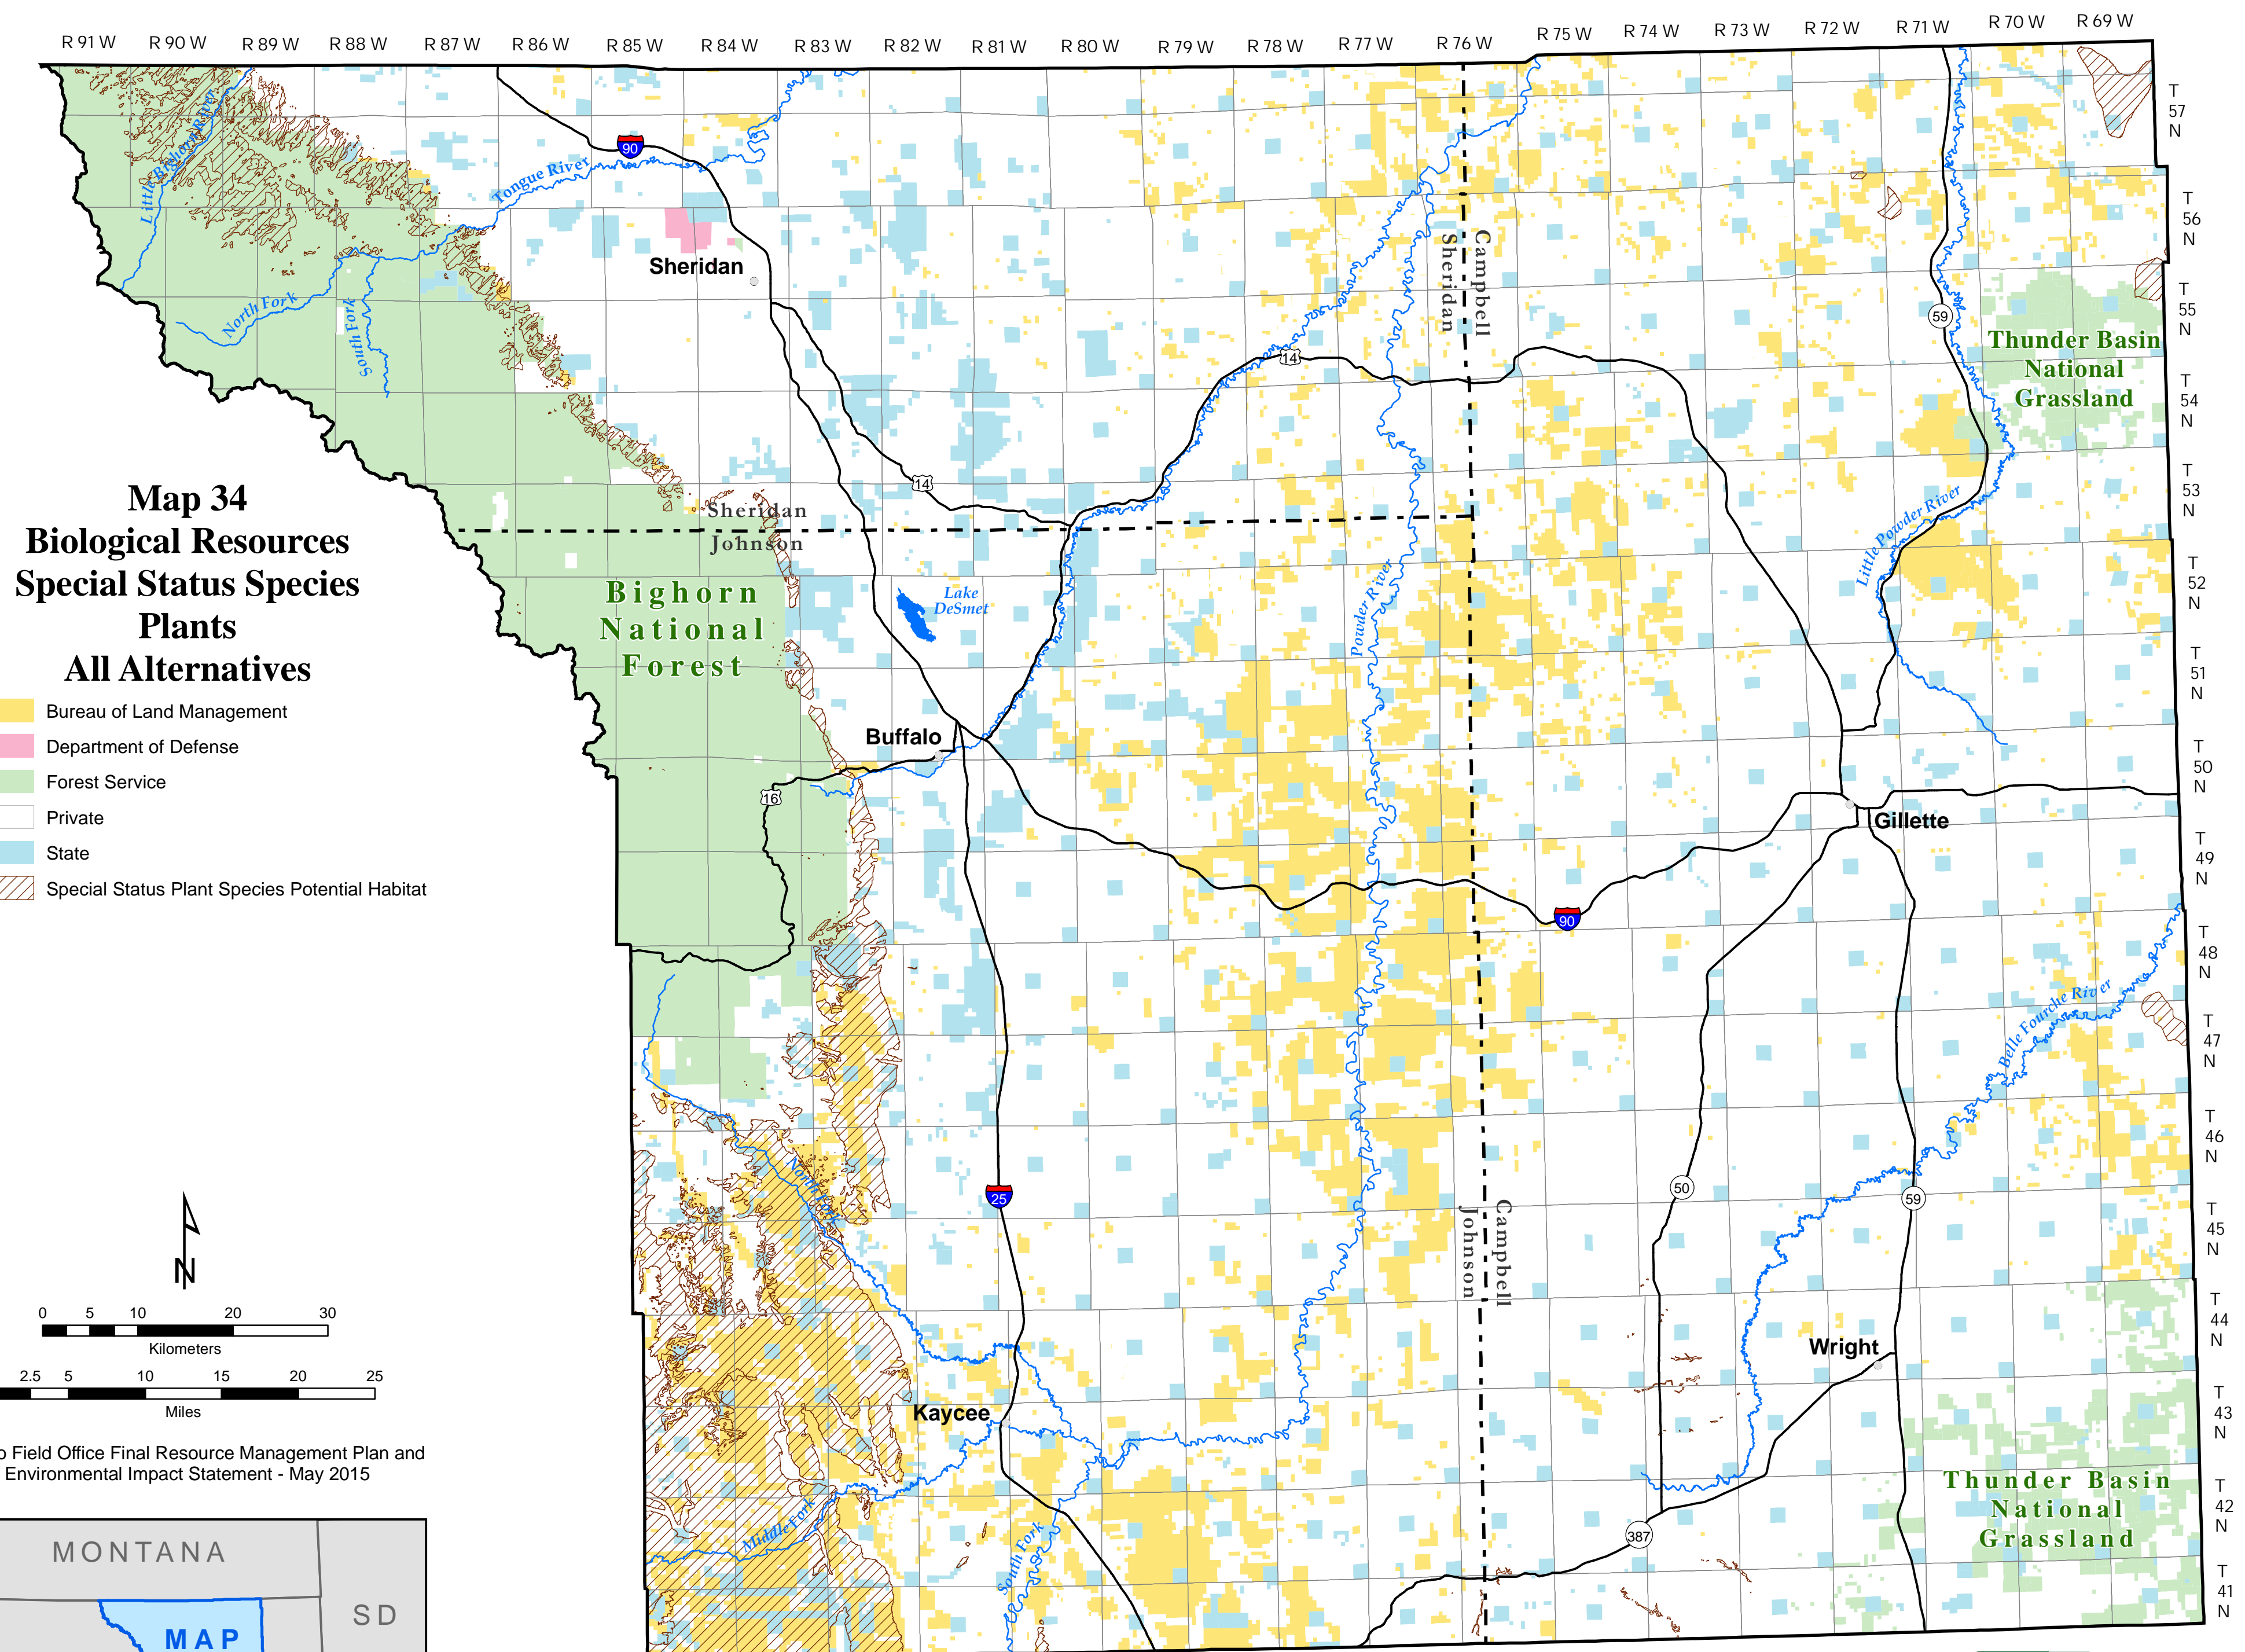 R 91 W R 90 W R 89 W R 88 W R 87 W R 86 W R 85 W R 84 W R 83 W R 82 W R 81 W R 80 W R 79 W R 78 W R 77 W R 76 W R 75 W R 74 W R 73 W R 72 W R 71 W R 70 W R 69 W
T
57
N
T
56
N
T
55
N
T
54
N
T
53
N
T
52
N
T
51
N
T
50
N
T
49
N
T
48
N
T
47
N
T
46
N
T
45
N
T
44
N
T
43
N
T
42
N
T
41
N
Little Bighorn River
Tongue River
90
North Fork
South Fork
Sheridan
Sheridan
Campbell
14
59
Thunder Basin
National
Grassland
14
Sheridan
Johnson
Little Powder River
Powder River
Bighorn
National
Forest
Lake
DeSmet
Buffalo
16
Gillette
90
Belle Fourche River
North Fork
25
50
59
Johnson
Campbell
Wright
Kaycee
Middle Fork
South Fork
387
Thunder Basin
National
Grassland
Map 34
Biological Resources
Special Status Species
Plants
All Alternatives
Bureau of Land Management
Department of Defense
Forest Service
Private
State
Special Status Plant Species Potential Habitat
N
0 5 10 20 30
Kilometers
2.5 5 10 15 20 25
Miles
o Field Office Final Resource Management Plan and
Environmental Impact Statement - May 2015
MONTANA
SD
MAP